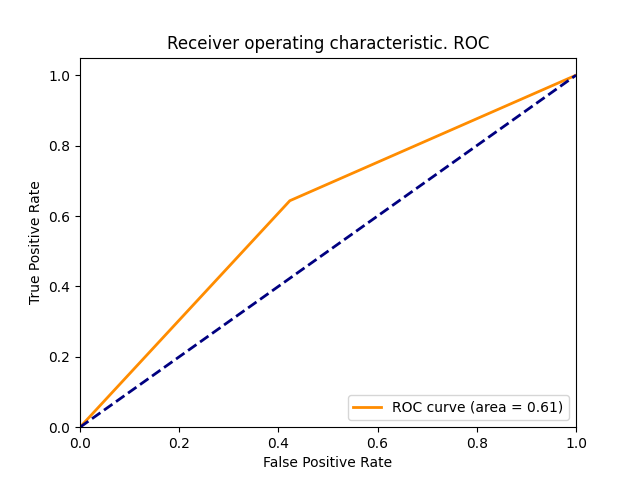 Receiver operating characteristic. ROC
True Positive Rate
1.0
0.8
0.6
0.4
0.2
0.0
ROC curve (area = 0.61)
0.0 0.2 0.4 0.6 0.8 1.0
False Positive Rate